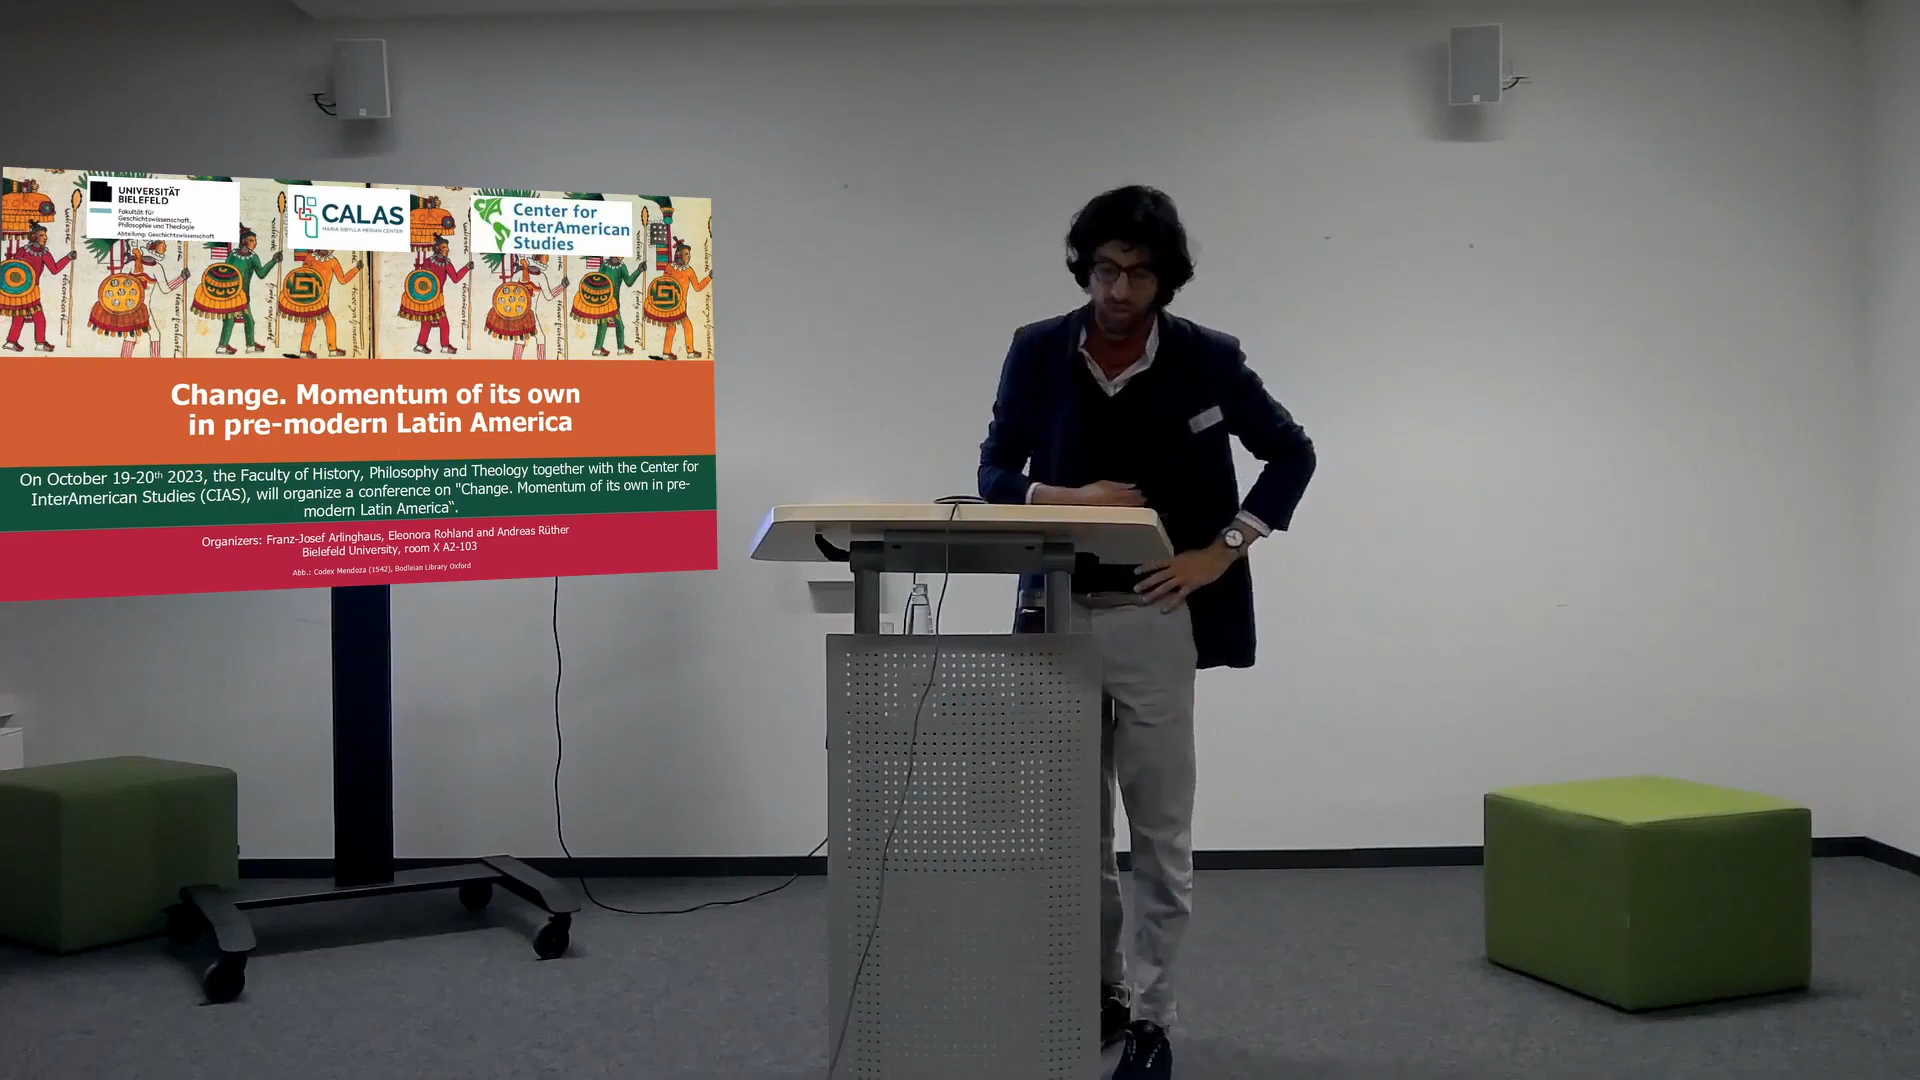 UNIVERSITÄT
BIELEFELD
Fakultät für
Geschichtswissenschaft,
Philosophie und Theologie
Abteilung: Geschichtswissenschaft
CALAS
MARIA SIBYLLA MERIAN CENTER
CIAS
Center for
InterAmerican
Studies
Change. Momentum of its own
in pre-modern Latin America
On October 19-20th 2023, the Faculty of History, Philosophy and Theology together with the Center for
InterAmerican Studies (CIAS), will organize a conference on "Change. Momentum of its own in pre-
modern Latin America“.
Organizers: Franz-Josef Arlinghaus, Eleonora Rohland and Andreas Rüther
Bielefeld University, room X A2-103
Abb.: Codex Mendoza (1542), Bodleian Library Oxford